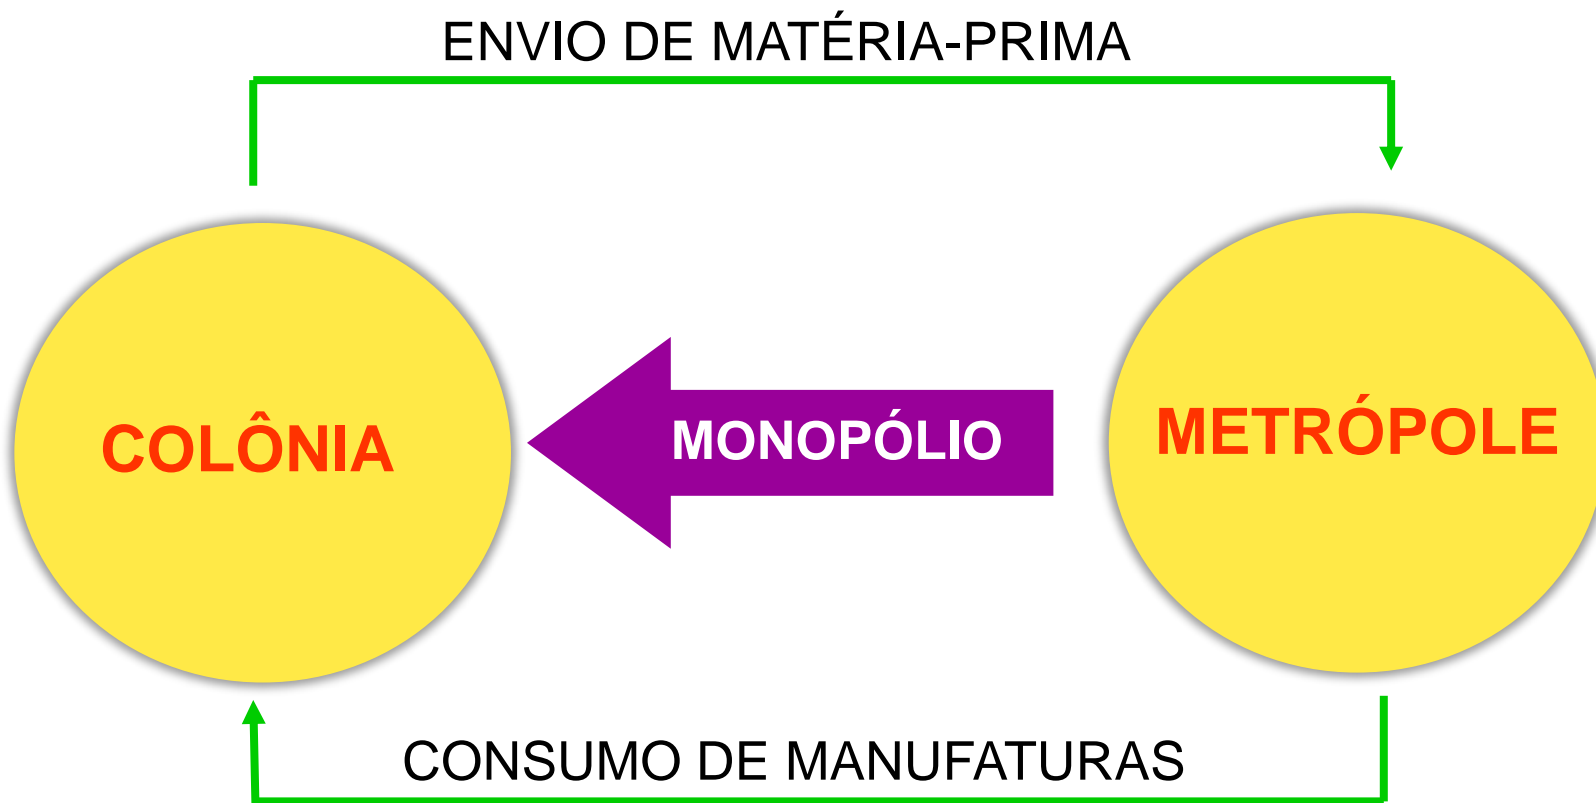 ENVIO DE MATÉRIA-PRIMA
COLÔNIA
MONOPÓLIO
METRÓPOLE
CONSUMO DE MANUFATURAS